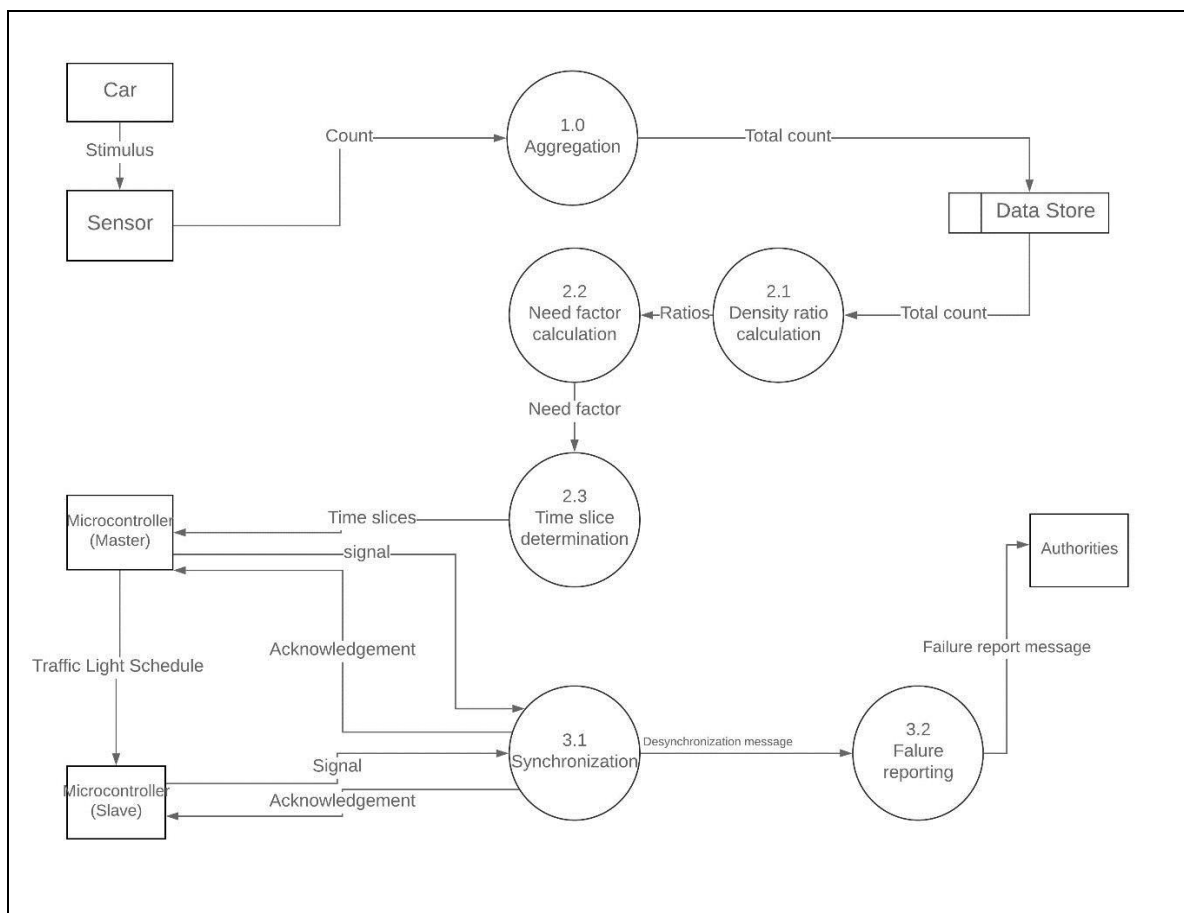 Car
Stimulus
Sensor
Count
1.0
Aggregation
Total count
Data Store
2.2
Need factor
calculation
Ratios
2.1
Density ratio
calculation
Total count
Need factor
2.3
Time slice
determination
Time slices
Microcontroller
(Master)
signal
Authorities
Acknowledgement
Failure report message
Traffic Light Schedule
3.1
Synchronization
Desynchronization message
3.2
Falure
reporting
Signal
Microcontroller
(Slave)
Acknowledgement